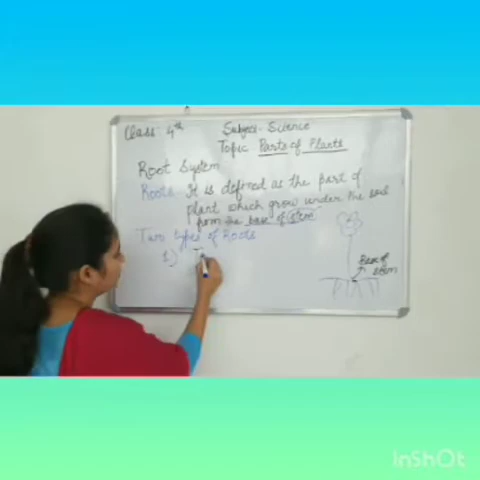 Class: 4th
Subject - Science
Topic Parts of Plants
Root System
Roots - It is defined as the part of
plant which grow under the soil
from the base of stem
Two types of Roots
1) T
Base of
stem
InShOt